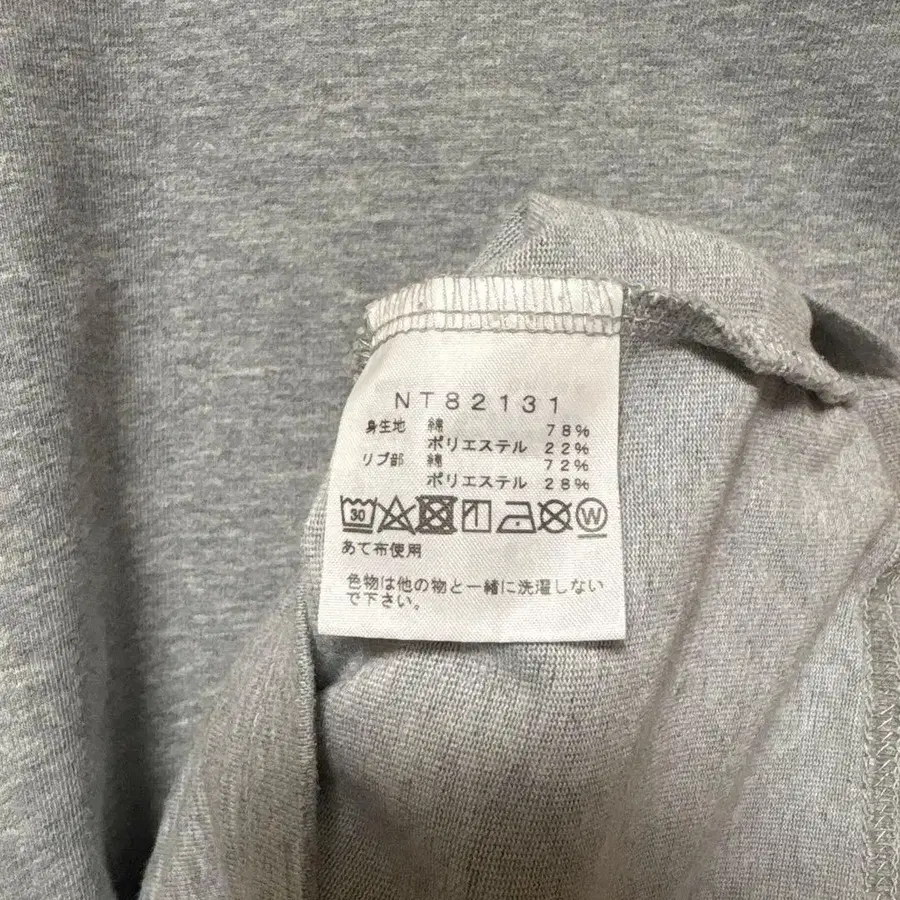 NT82131
身生地 綿 78%
ポリエステル 22%
リブ部 綿 72%
ポリエステル 28%
30 W
あて布使用
色物は他の物と一緒に洗濯しない
で下さい。